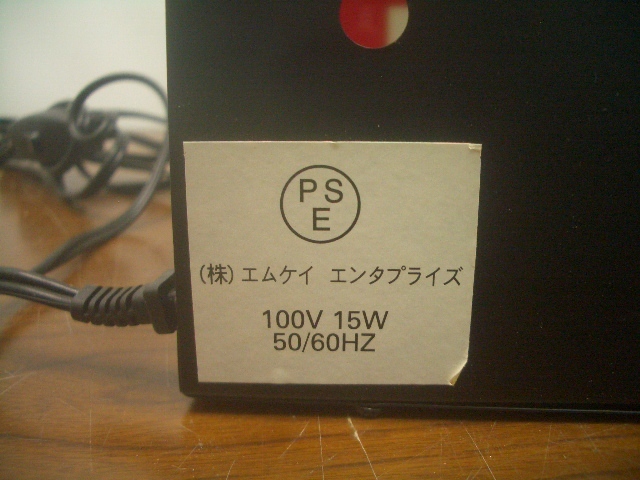 PS
E
(株)エムケイ エンタプライズ
100V 15W
50/60HZ